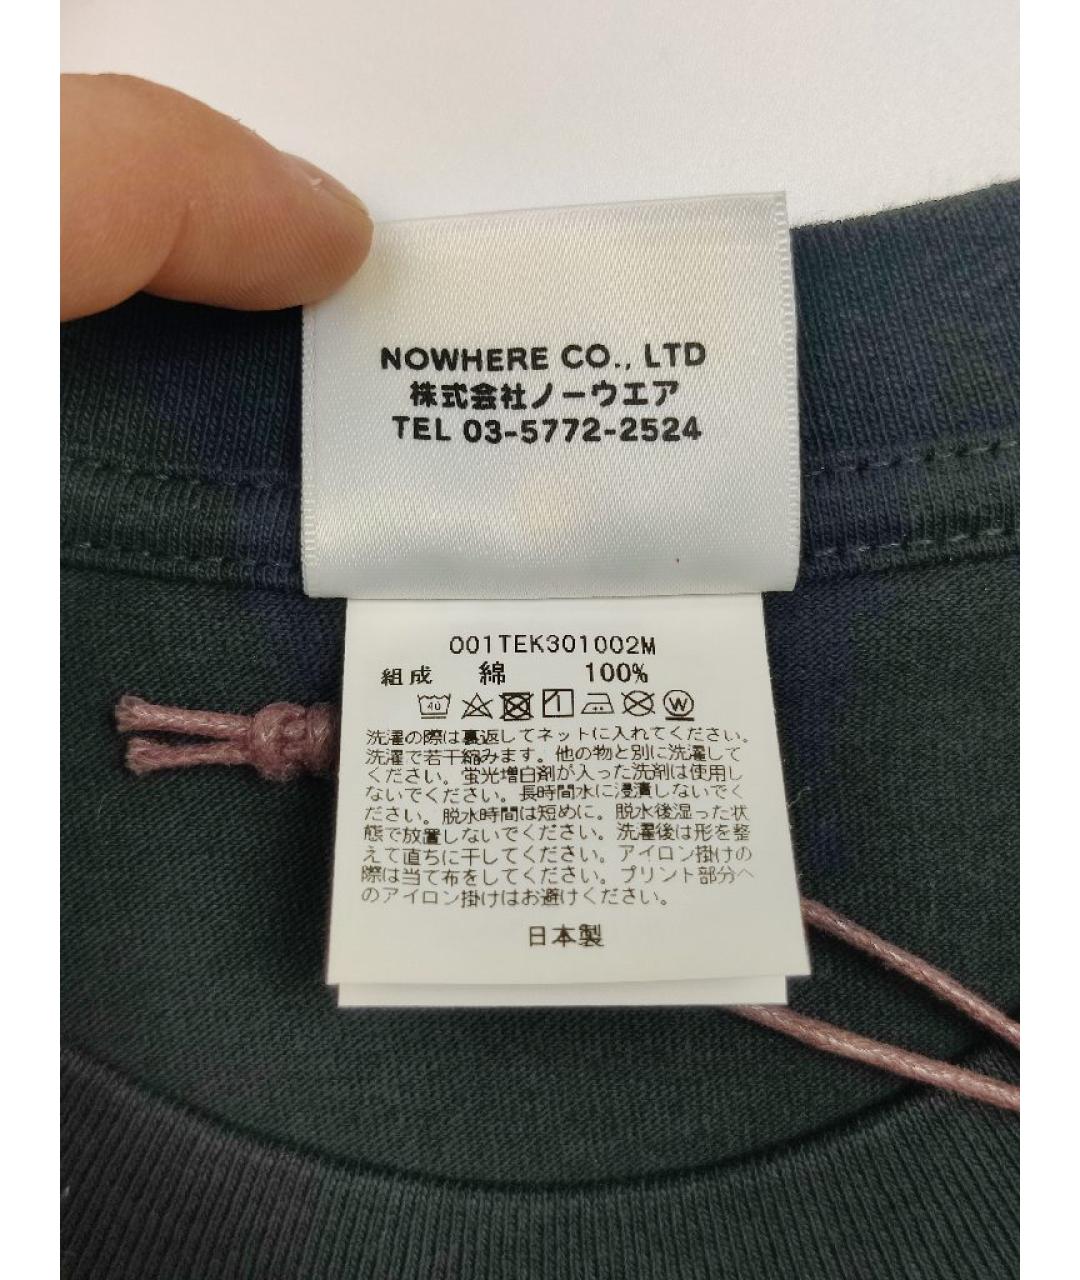 NOWHERE CO., LTD
株式会社ノーウエア
TEL 03-5772-2524
001TEK301002M
組成 綿 100%
40 W
洗濯の際は裏返してネットに入れてください。
洗濯で若干縮みます。他の物と別に洗濯して
ください。蛍光増白剤が入った洗剤は使用し
ないでください。長時間水に浸漬しないでく
ださい。脱水時間は短めに。脱水後湿った状
態で放置しないでください。洗濯後は形を整
えて直ちに干してください。アイロン掛けの
際は当て布をしてください。プリント部分へ
のアイロン掛けはお避けください。
日本製